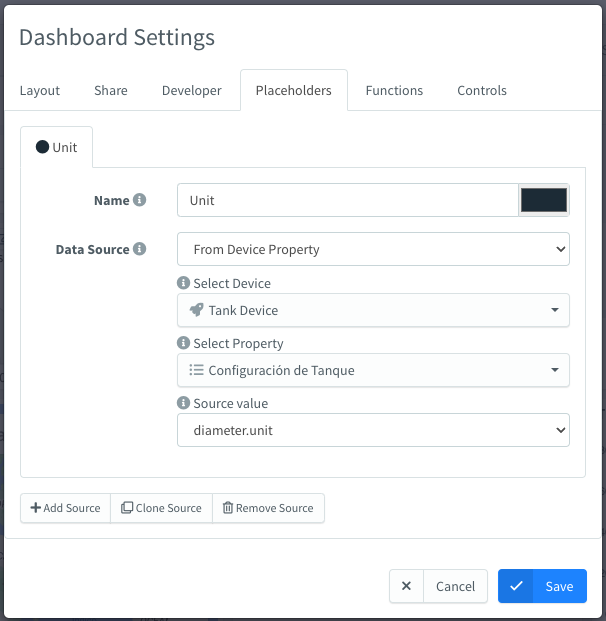 Dashboard Settings
Layout Share Developer Placeholders Functions Controls
Unit
Name Unit
Data Source From Device Property
Select Device
Tank Device
Select Property
Configuración de Tanque
Source value
diameter.unit
Add Source Clone Source Remove Source
Cancel Save